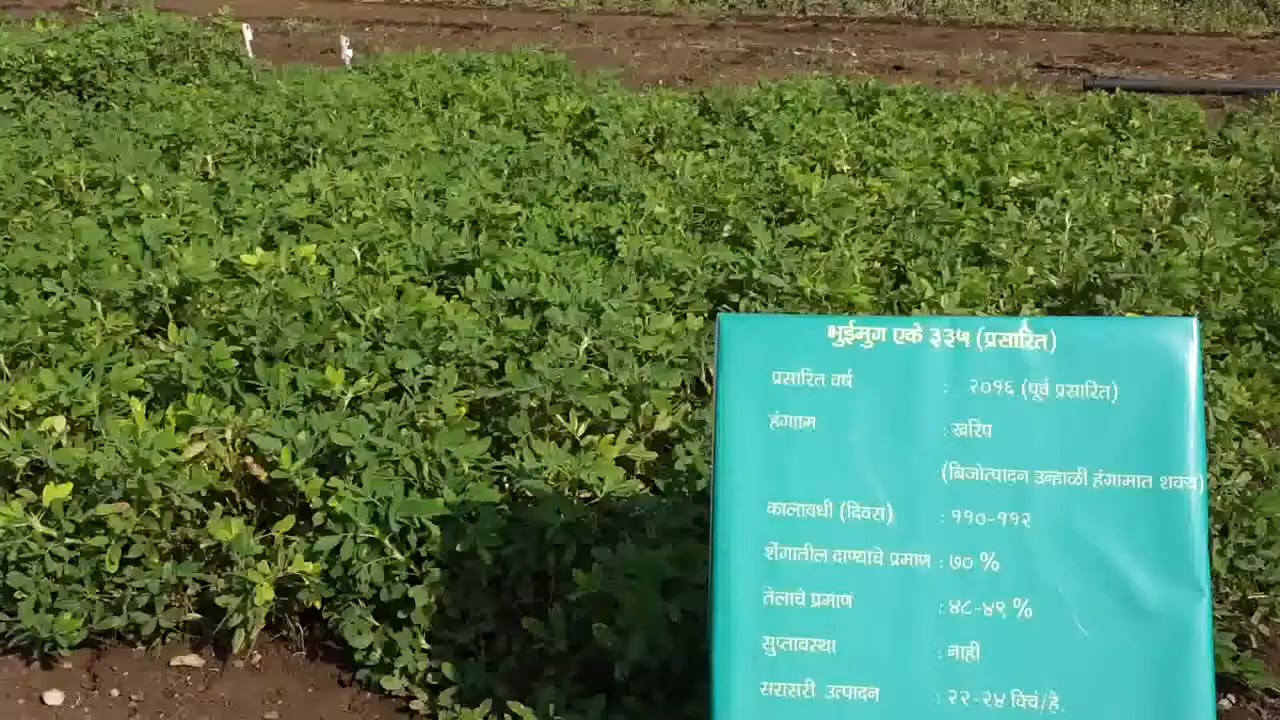 भुईमुग एके ३३५ (प्रसारित)
प्रसारित वर्ष : २०१६ (पूर्व प्रसारित)
हंगाम : खरिप
(बिजोत्पादन उन्हाळी हंगामात शक्य)
कालावधी (दिवस) : ११०-११२
शेंगातील दाण्याचे प्रमाण : ७० %
तेलाचे प्रमाण : ४८-४९ %
सुप्तावस्था : नाही
सरासरी उत्पादन : २२-२४ क्विं/हे.